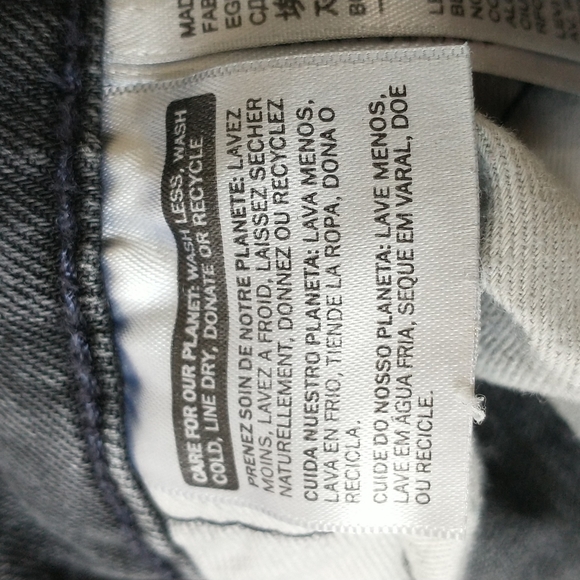 CARE FOR OUR PLANET: WASH LESS, WASH
COLD, LINE DRY, DONATE OR RECYCLE
PRENEZ SOIN DE NOTRE PLANETE: LAVEZ
MOINS, LAVEZ A FROID, LAISSEZ SECHER
NATURELLEMENT, DONNEZ OU RECYCLEZ
CUIDA NUESTRO PLANETA: LAVA MENOS,
LAVA EN FRIO, TIENDE LA ROPA, DONA O
RECICLA.
CUIDE DO NOSSO PLANETA: LAVE MENOS,
LAVE EM ÁGUA FRIA, SEQUE EM VARAL, DOE
OU RECICLE.